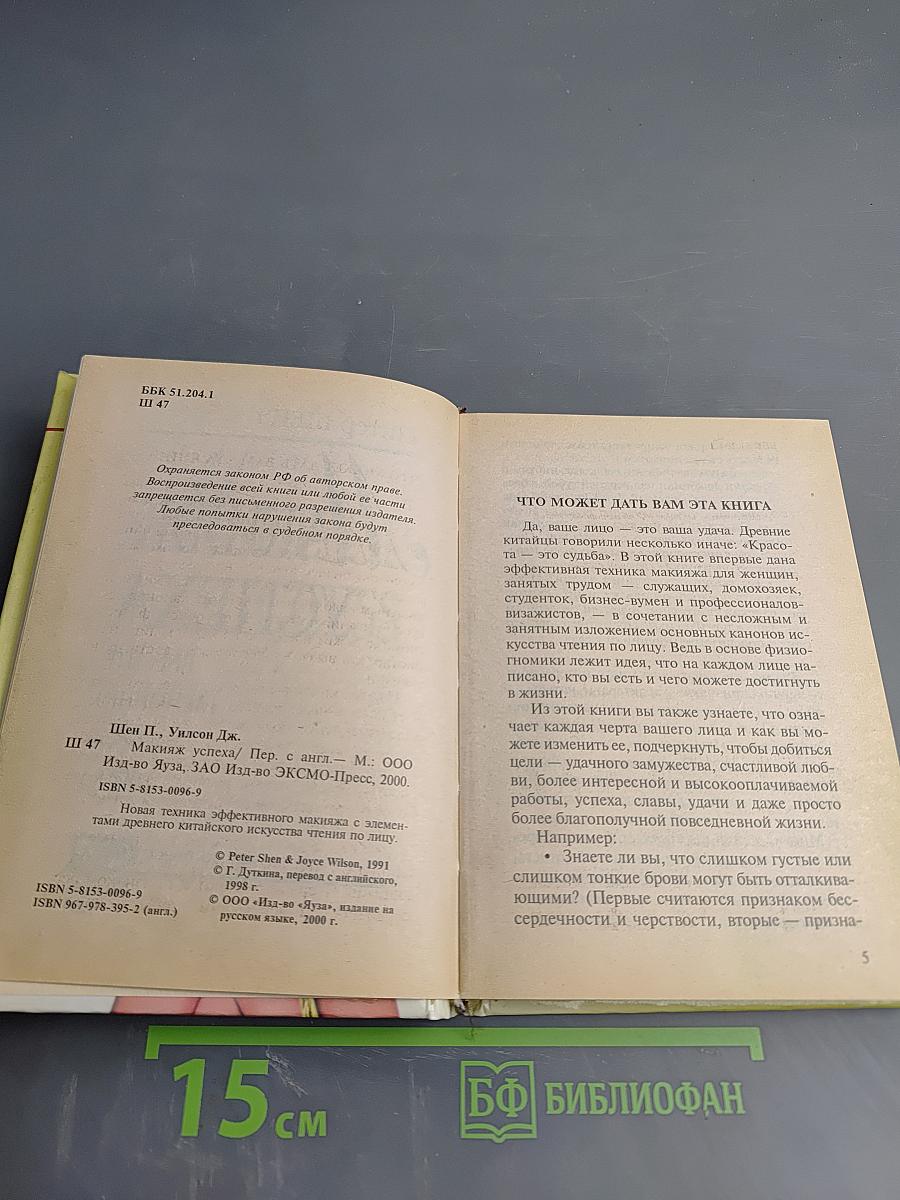 ББК 51.204.1
Ш 47
Охраняется законом РФ об авторском праве.
Воспроизведение всей книги или любой ее части
запрещается без письменного разрешения издателя.
Любые попытки нарушения закона будут
преследоваться в судебном порядке.
Шен П., Уилсон Дж.
Ш 47
Макияж успеха/ Пер. с англ.— М.: ООО
Изд-во Яуза, ЗАО Изд-во ЭКСМО-Пресс, 2000.
ISBN 5-8153-0096-9
Новая техника эффективного макияжа с элемен-
тами древнего китайского искусства чтения по лицу.
© Peter Shen & Joyce Wilson, 1991
© Г. Дуткина, перевод с английского,
1998 г.
© ООО «Изд-во «Яуза», издание на
русском языке, 2000 г.
ISBN 5-8153-0096-9
ISBN 967-978-395-2 (англ.)
ЧТО МОЖЕТ ДАТЬ ВАМ ЭТА КНИГА
Да, ваше лицо — это ваша удача. Древние
китайцы говорили несколько иначе: «Красо-
та — это судьба». В этой книге впервые дана
эффективная техника макияжа для женщин,
занятых трудом — служащих, домохозяек,
студенток, бизнес-вумен и профессионалов-
визажистов, — в сочетании с несложным и
занятным изложением основных канонов ис-
кусства чтения по лицу. Ведь в основе физио-
гномики лежит идея, что на каждом лице на-
писано, кто вы есть и чего можете достигнуть
в жизни.
Из этой книги вы также узнаете, что озна-
чает каждая черта вашего лица и как вы мо-
жете изменить ее, подчеркнуть, чтобы добиться
цели — удачного замужества, счастливой люб-
ви, более интересной и высокооплачиваемой
работы, успеха, славы, удачи и даже просто
более благополучной повседневной жизни.
Например:
• Знаете ли вы, что слишком густые или
слишком тонкие брови могут быть отталкива-
ющими? (Первые считаются признаком бес-
сердечности и черствости, вторые — призна-
5
15 см
БФ БИБЛИОФАН